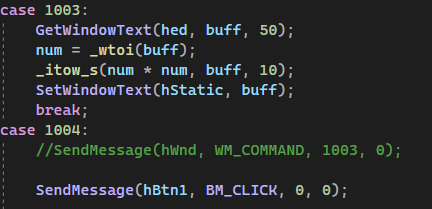 case 1003:
    GetWindowText(hed, buff, 50);
    num = _wtoi(buff);
    _itow_s(num * num, buff, 10);
    SetWindowText(hStatic, buff);
    break;
case 1004:
    //SendMessage(hWnd, WM_COMMAND, 1003, 0);
    SendMessage(hBtn1, BM_CLICK, 0, 0);